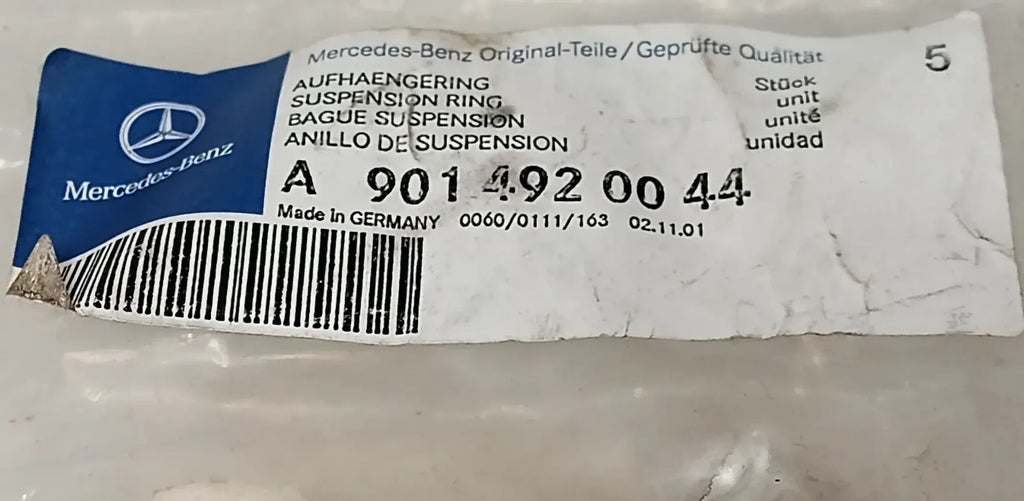 Mercedes-Benz
Mercedes-Benz Original-Teile/Geprüfte Qualität
5
AUFHAENGERING
SUSPENSION RING
BAGUE SUSPENSION
ANILLO DE SUSPENSION
Stück
unit
unité
unidad
A 901 492 00 44
Made in GERMANY 0060/0111/163 02.11.01